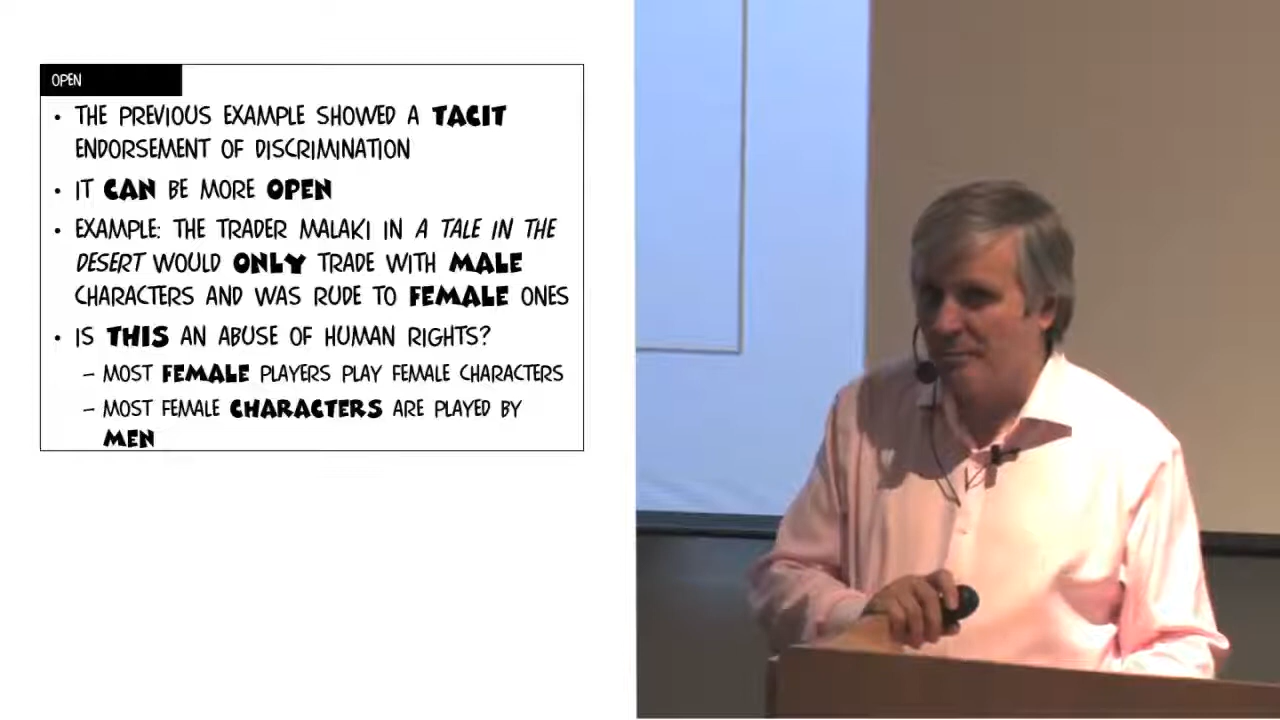 OPEN
• THE PREVIOUS EXAMPLE SHOWED A TACIT
ENDORSEMENT OF DISCRIMINATION
• IT CAN BE MORE OPEN
• EXAMPLE: THE TRADER MALAKI IN A TALE IN THE
DESERT WOULD ONLY TRADE WITH MALE
CHARACTERS AND WAS RUDE TO FEMALE ONES
• IS THIS AN ABUSE OF HUMAN RIGHTS?
– MOST FEMALE PLAYERS PLAY FEMALE CHARACTERS
– MOST FEMALE CHARACTERS ARE PLAYED BY
MEN